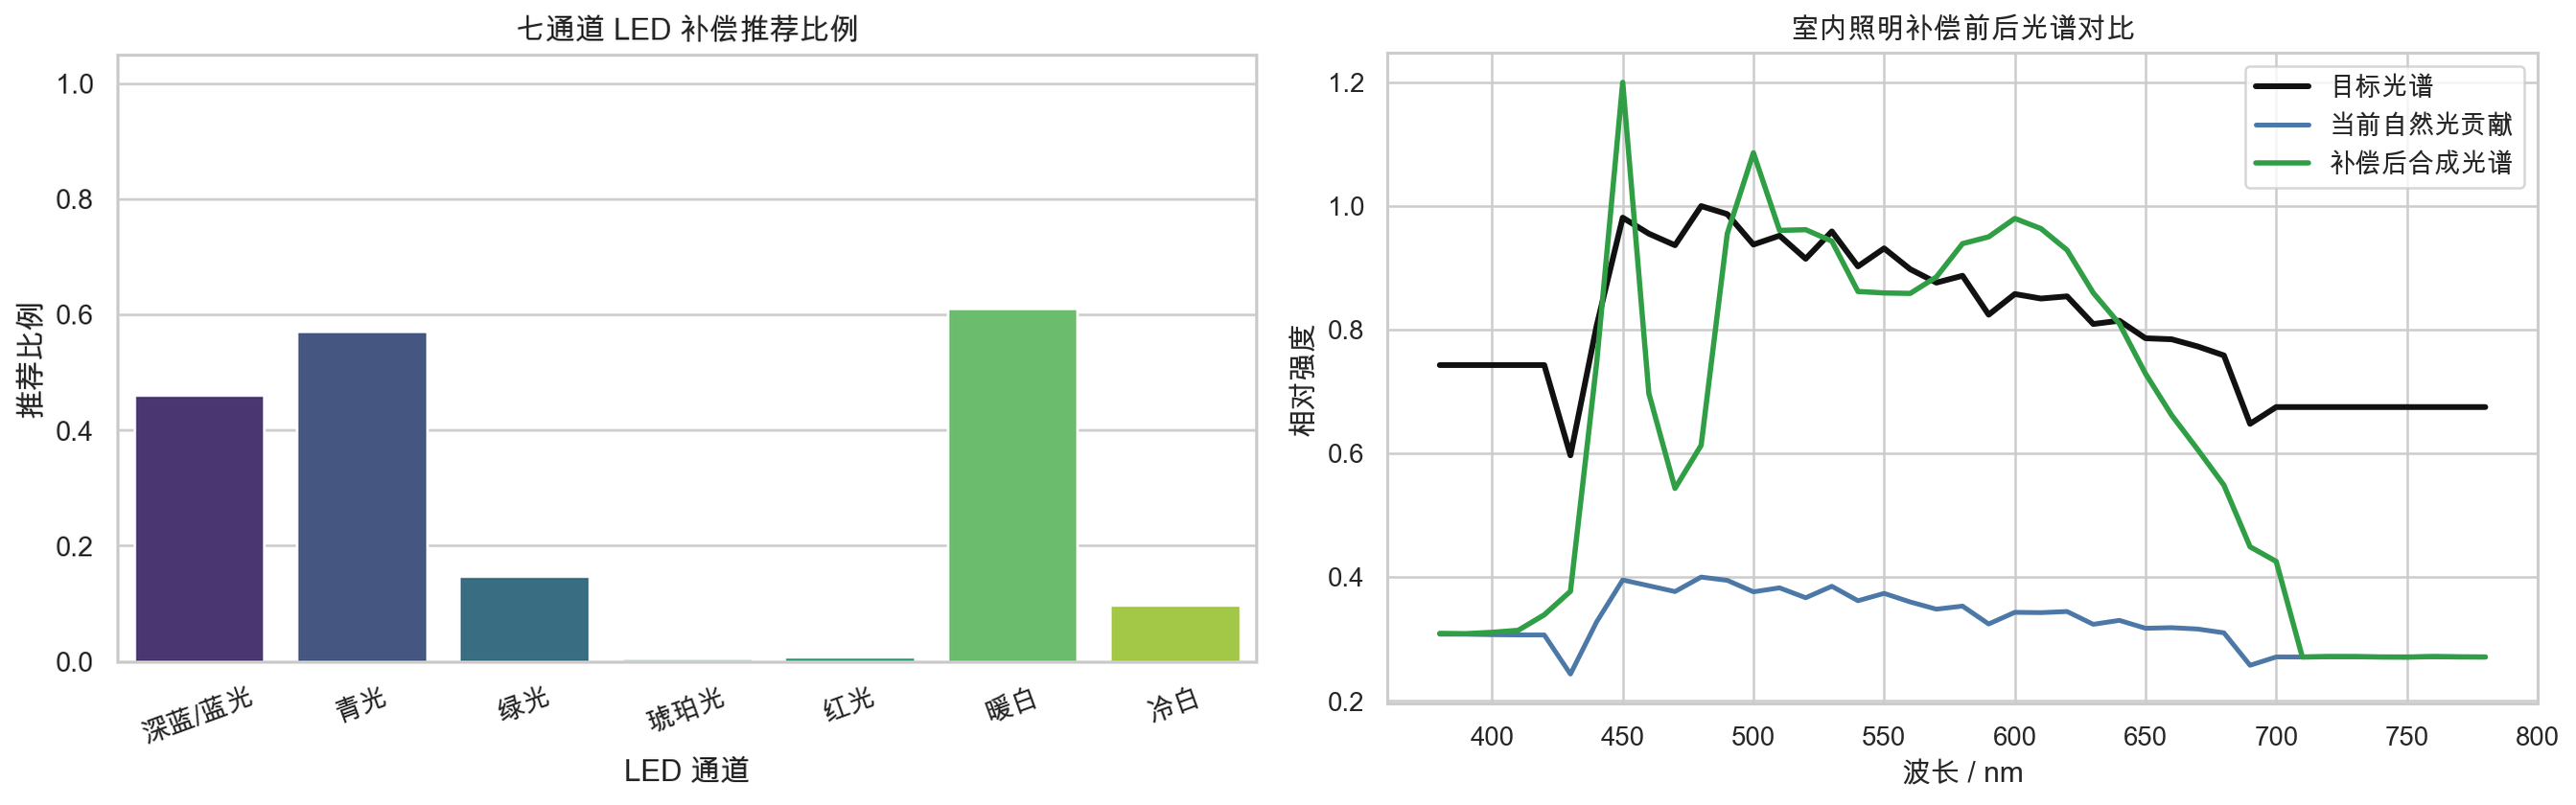 七通道 LED 补偿推荐比例
推荐比例
1.0
0.8
0.6
0.4
0.2
0.0
深蓝/蓝光
青光
绿光
琥珀光
红光
暖白
冷白
LED 通道
室内照明补偿前后光谱对比
相对强度
1.2
1.0
0.8
0.6
0.4
0.2
目标光谱
当前自然光贡献
补偿后合成光谱
400 450 500 550 600 650 700 750 800
波长 / nm